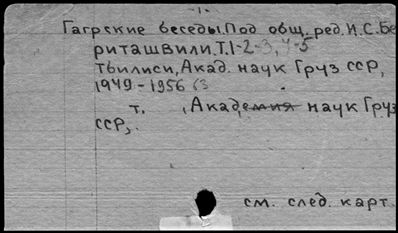 -1-
Гагрские беседы. Под общ. ред. И.С. Бе
риташвили. Т.1-2-3, 4-5
Тбилиси, Акад. наук Груз ССР,
1949-1956 63
т. , Академия наук Груз
ССР,.
см. след. карт.